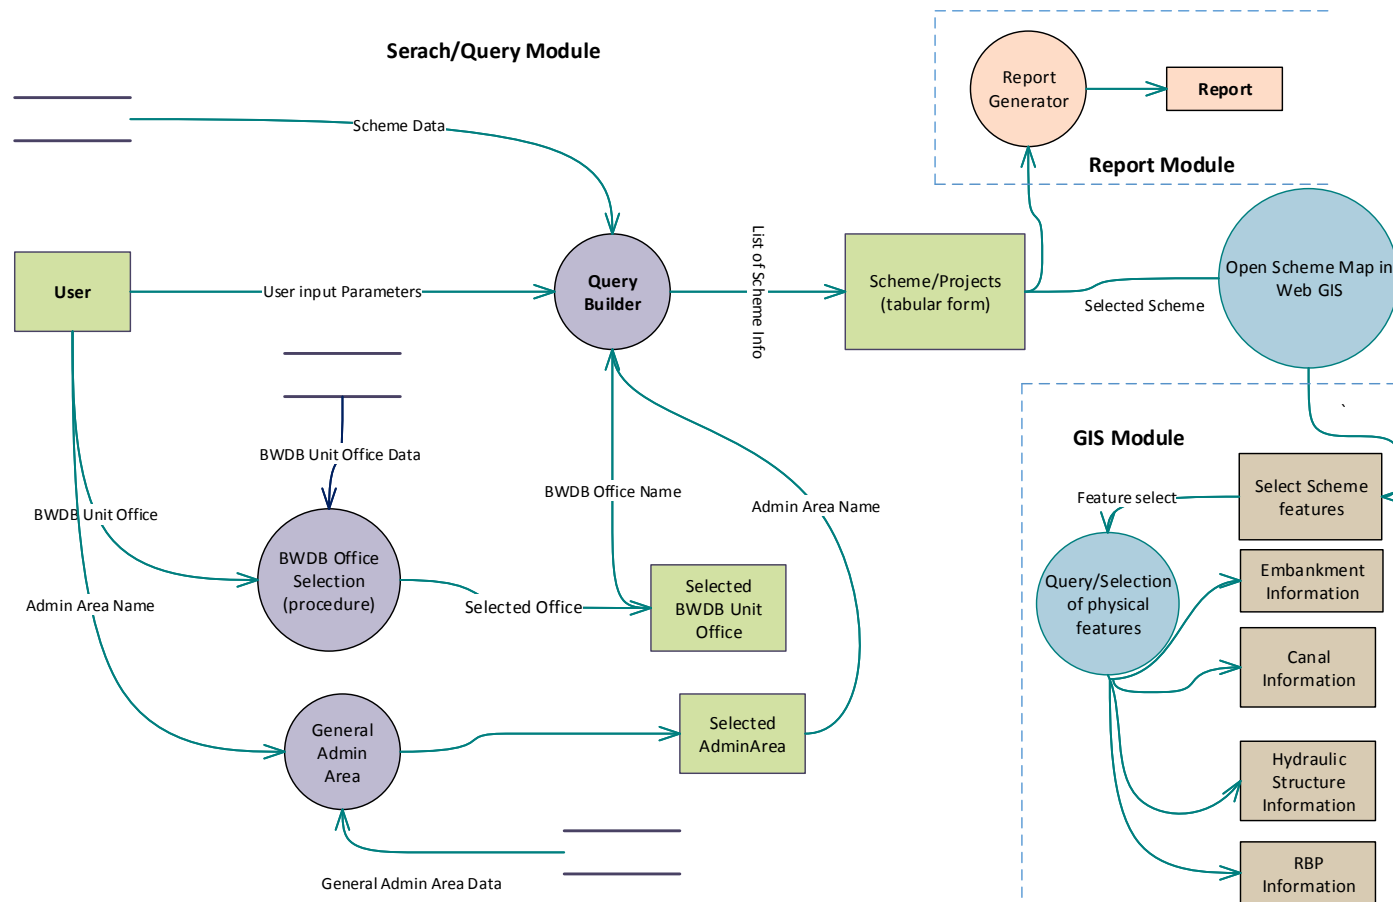 Serach/Query Module
Report
Generator
Report
Report Module
Scheme Data
User
User input Parameters
Query
Builder
List of Scheme Info
Scheme/Projects
(tabular form)
Selected Scheme
Open Scheme Map in
Web GIS
`
GIS Module
BWDB Unit Office Data
BWDB Unit Office
BWDB Office
Selection
(procedure)
Admin Area Name
Selected Office
BWDB Office Name
Admin Area Name
Selected
BWDB Unit
Office
General
Admin
Area
Selected
AdminArea
General Admin Area Data
Feature select
Select Scheme
features
Query/Selection
of physical
features
Embankment
Information
Canal
Information
Hydraulic
Structure
Information
RBP
Information